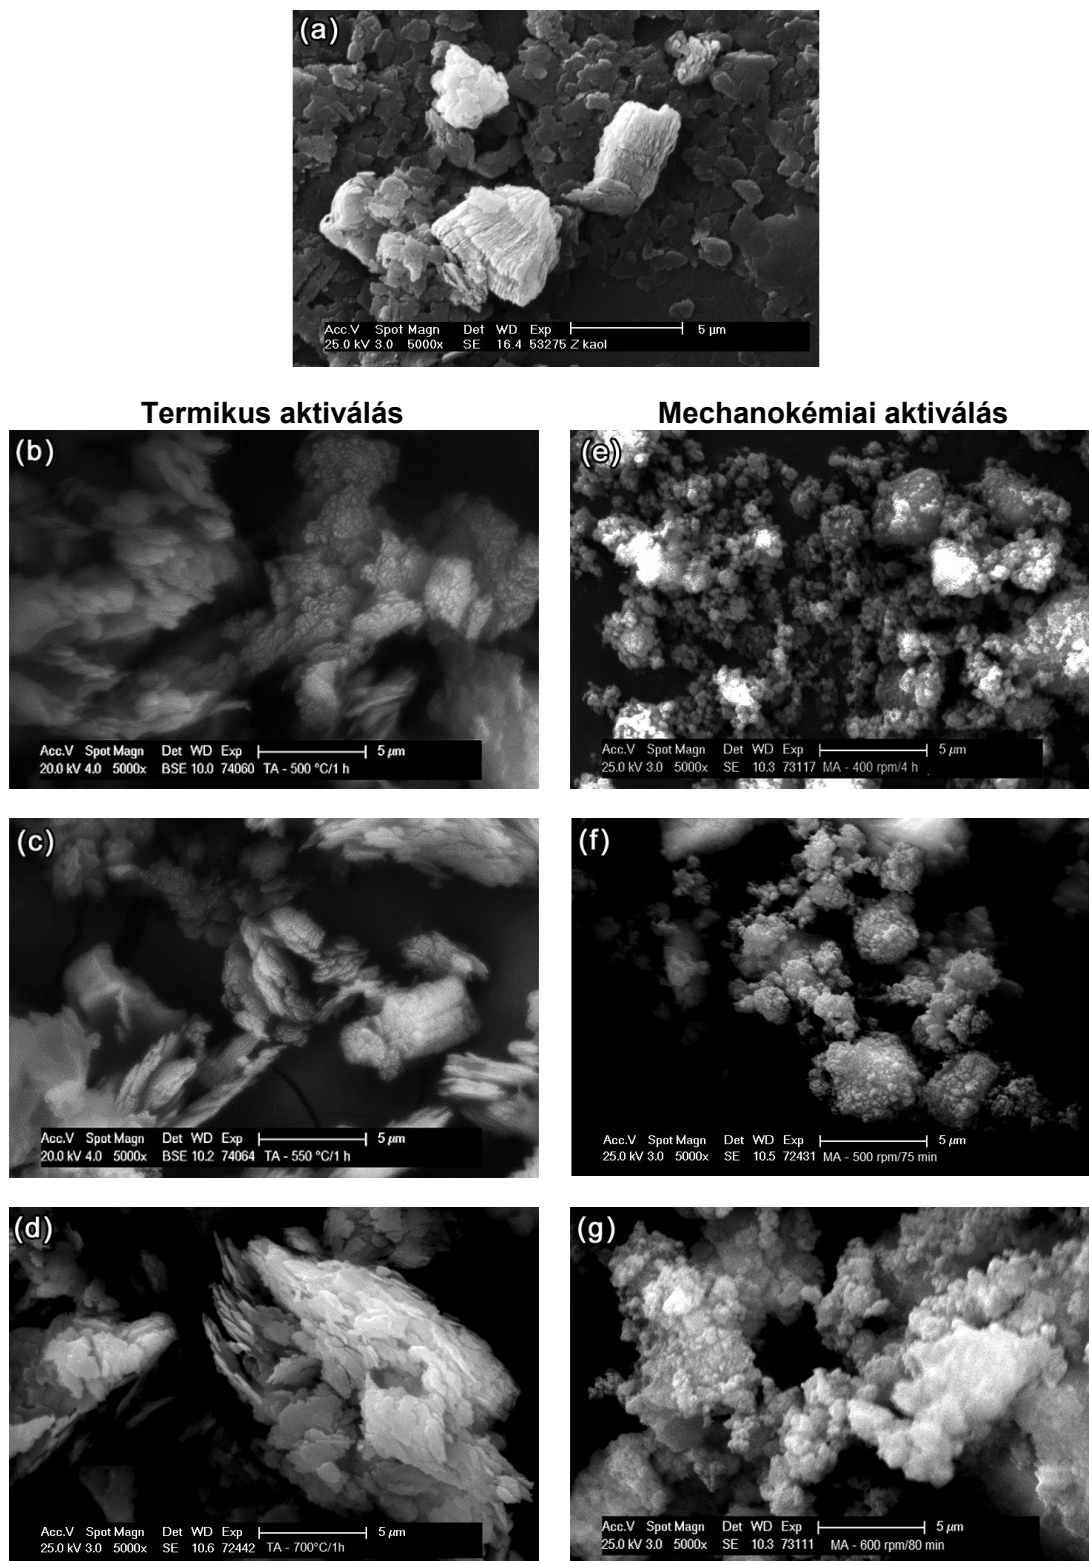 (a)
Acc.V Spot Magn Det WD Exp 5 µm
25.0 kV 3.0 5000x SE 16.4 53275 Z kaol
Termikus aktiválás
Mechanokémiai aktiválás
(b)
Acc.V Spot Magn Det WD Exp 5 µm
20.0 kV 4.0 5000x BSE 10.0 74060 TA - 500 °C/1 h
(e)
Acc.V Spot Magn Det WD Exp 5 µm
25.0 kV 3.0 5000x SE 10.3 73117 MA - 400 rpm/4 h
(c)
Acc.V Spot Magn Det WD Exp 5 µm
20.0 kV 4.0 5000x BSE 10.2 74064 TA - 550 °C/1 h
(f)
Acc.V Spot Magn Det WD Exp 5 µm
25.0 kV 3.0 5000x SE 10.5 72431 MA - 500 rpm/75 min
(d)
Acc.V Spot Magn Det WD Exp 5 µm
25.0 kV 3.0 5000x SE 10.6 72442 TA - 700°C/1h
(g)
Acc.V Spot Magn Det WD Exp 5 µm
25.0 kV 3.0 5000x SE 10.3 73111 MA - 600 rpm/80 min